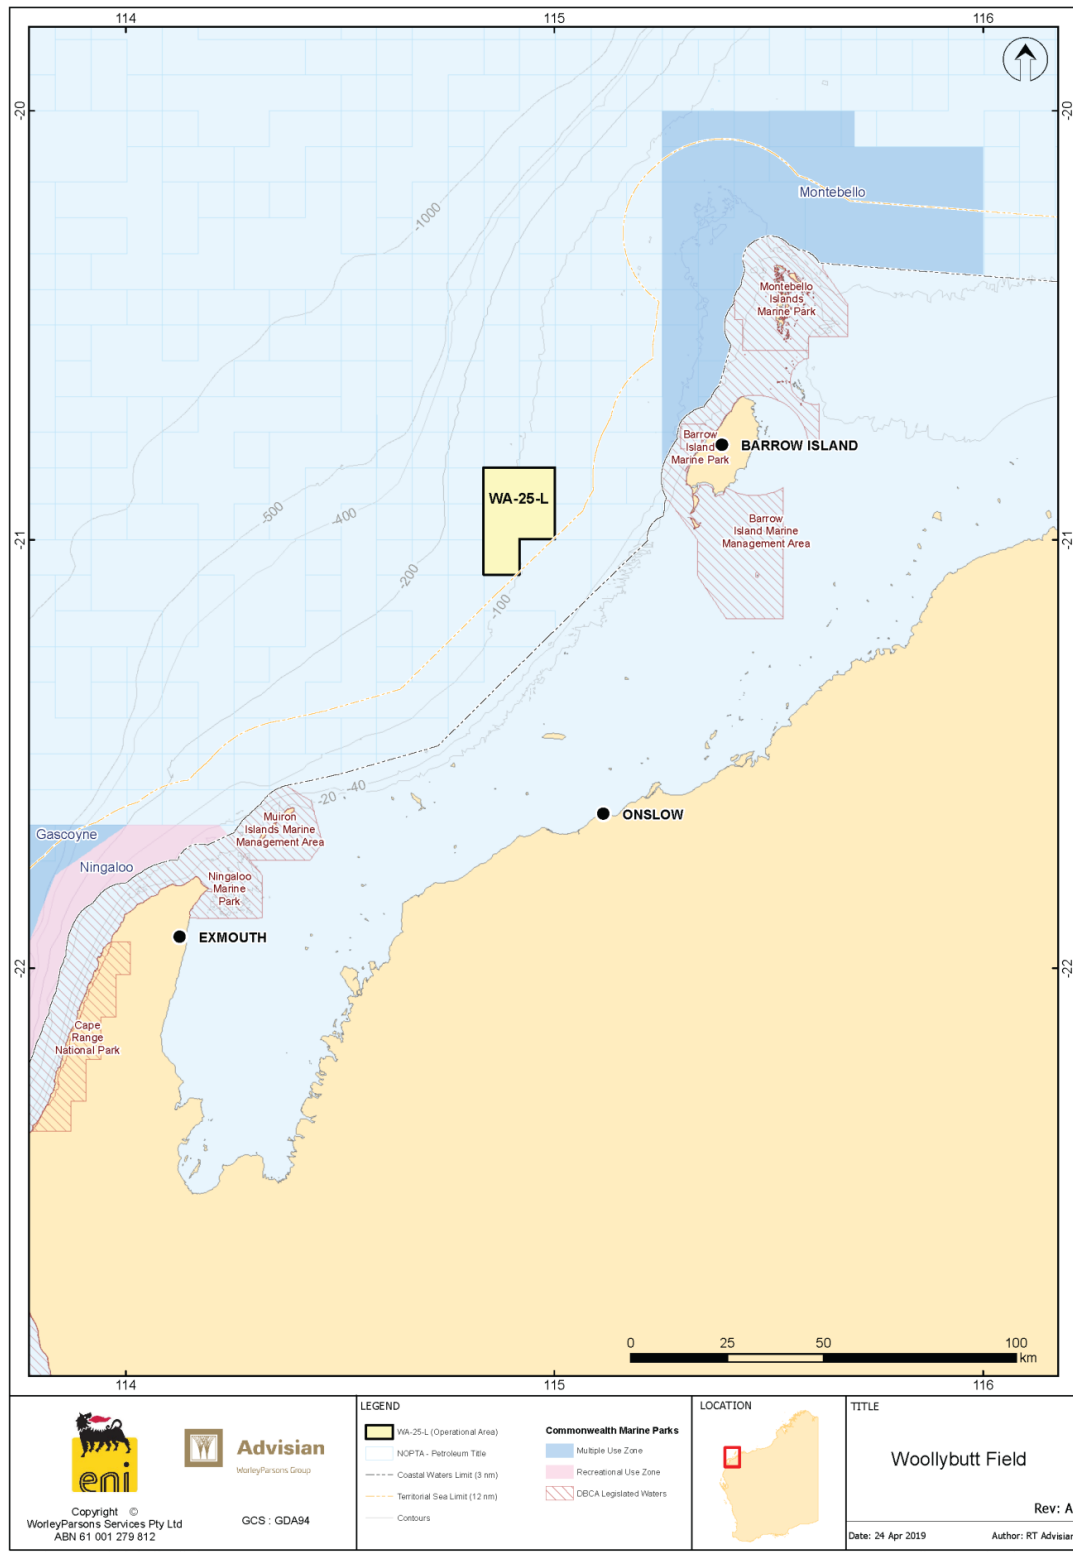 114
115
116
-20
-20
-1000
Montebello
Montebello
Islands
Marine Park
Barrow
Island
Marine Park
BARROW ISLAND
WA-25-L
-500
-400
-21
-21
Barrow
Island Marine
Management Area
-200
-100
-20
-40
Gascoyne
Muiron
Islands Marine
Management Area
ONSLOW
Ningaloo
Ningaloo
Marine
Park
EXMOUTH
-22
-22
Cape
Range
National Park
0
25
50
100
km
114
115
116
eni
Advisian
WorleyParsons Group
Copyright ©
WorleyParsons Services Pty Ltd
ABN 61 001 279 812
GCS : GDA94
LEGEND
WA-25-L (Operational Area)
NOPTA - Petroleum Title
Coastal Waters Limit (3 nm)
Territorial Sea Limit (12 nm)
Contours
Commonwealth Marine Parks
Multiple Use Zone
Recreational Use Zone
DBCA Legislated Waters
LOCATION
TITLE
Woollybutt Field
Rev: A
Date: 24 Apr 2019
Author: RT Advisian